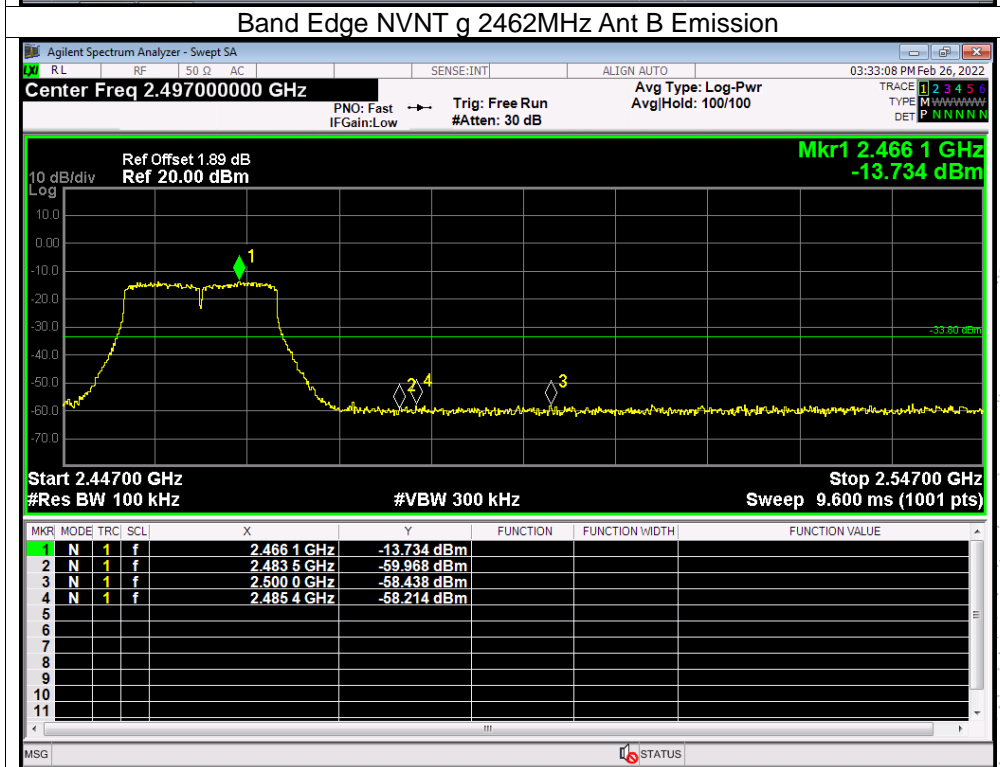 Band Edge NVNT g 2462MHz Ant B Emission
Agilent Spectrum Analyzer - Swept SA
LXI RL RF 50 Ω AC SENSE:INT ALIGN AUTO 03:33:08 PM Feb 26, 2022
Center Freq 2.497000000 GHz Avg Type: Log-Pwr TRACE 1 2 3 4 5 6
PNO: Fast Trig: Free Run Avg|Hold: 100/100 TYPE M WWWWW
IFGain:Low #Atten: 30 dB DET P N N N N N
Mkr1 2.466 1 GHz
Ref Offset 1.89 dB
10 dB/div Ref 20.00 dBm -13.734 dBm
Log
10.0
0.00
1
-10.0
-20.0
-30.0
-33.80 dBm
-40.0
-50.0
2 4 3
-60.0
-70.0
Start 2.44700 GHz Stop 2.54700 GHz
#Res BW 100 kHz #VBW 300 kHz Sweep 9.600 ms (1001 pts)
MKR MODE TRC SCL X Y FUNCTION FUNCTION WIDTH FUNCTION VALUE
1 N 1 f 2.466 1 GHz -13.734 dBm
2 N 1 f 2.483 5 GHz -59.968 dBm
3 N 1 f 2.500 0 GHz -58.438 dBm
4 N 1 f 2.485 4 GHz -58.214 dBm
5
6
7
8
9
10
11
MSG STATUS